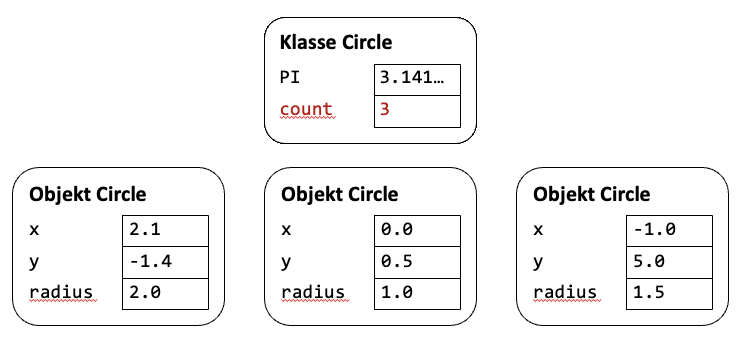 Klasse Circle
PI 3.141…
count 3
Objekt Circle
x 2.1
y -1.4
radius 2.0
Objekt Circle
x 0.0
y 0.5
radius 1.0
Objekt Circle
x -1.0
y 5.0
radius 1.5